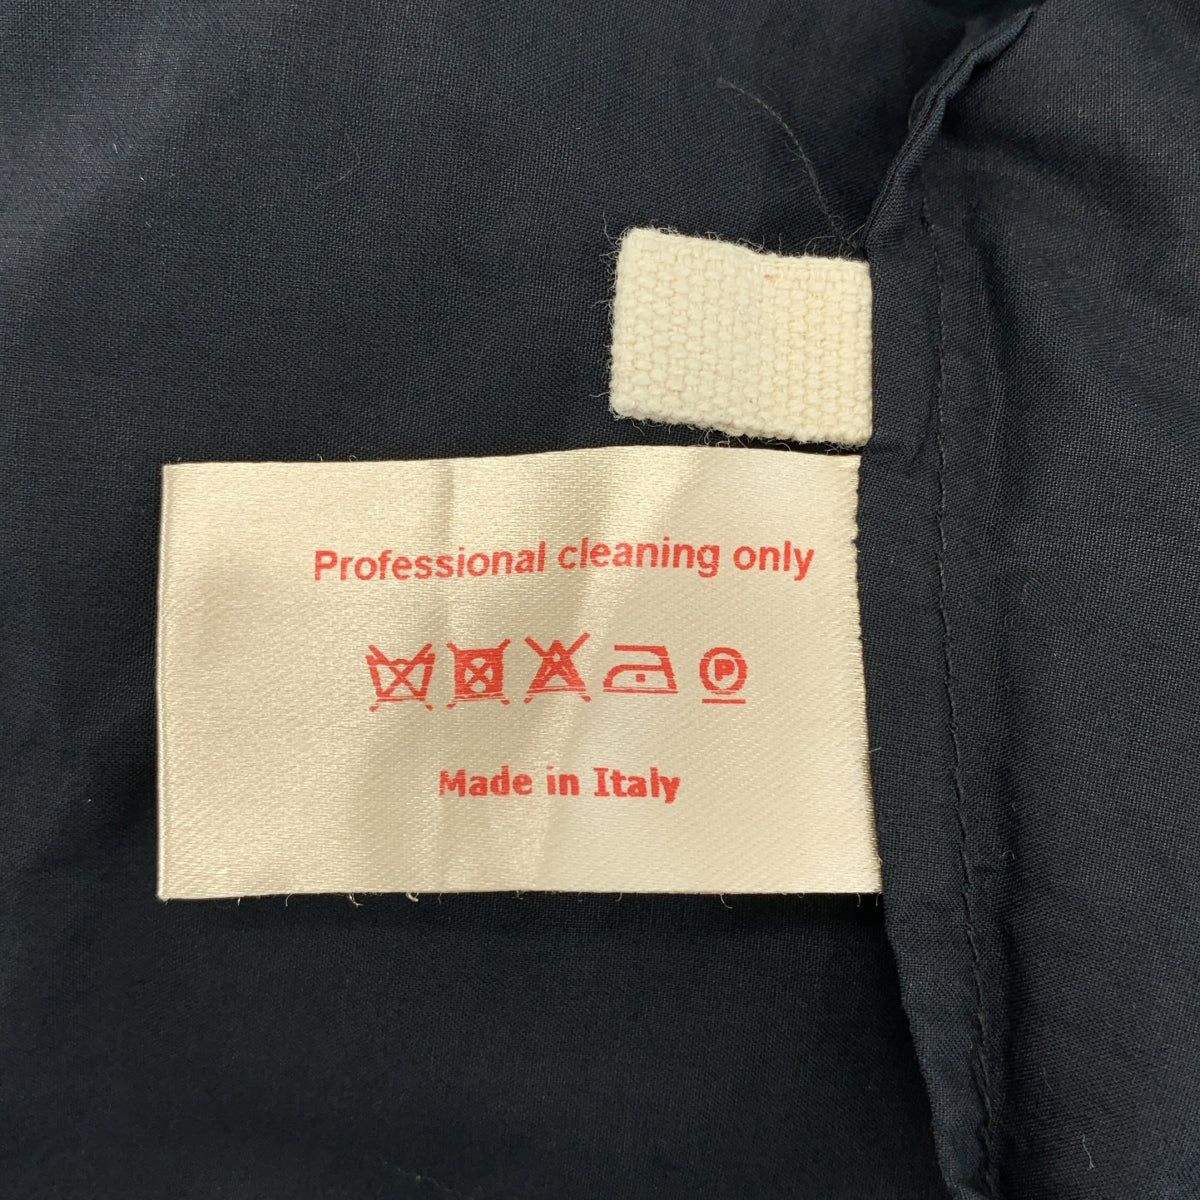 Professional cleaning only
P
Made in Italy